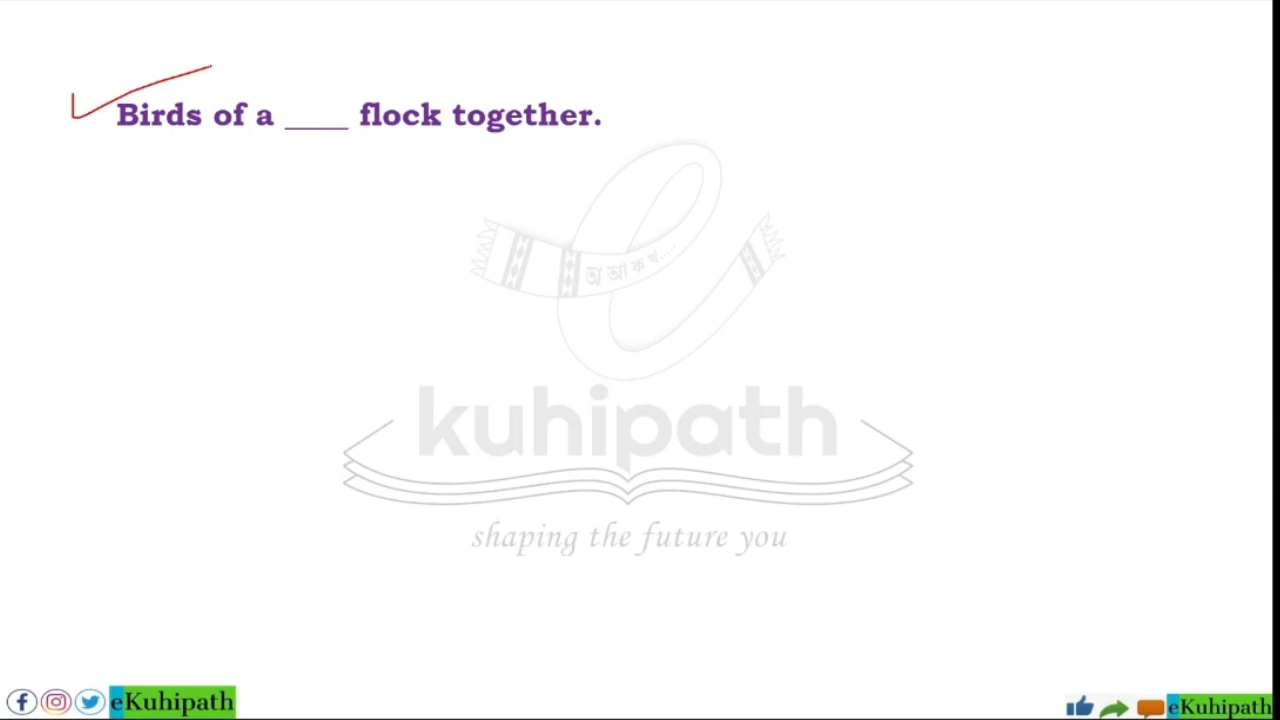 Birds of a ____ flock together.
অ আ ক খ.....
kuhipath
shaping the future you
eKuhipath
eKuhipath